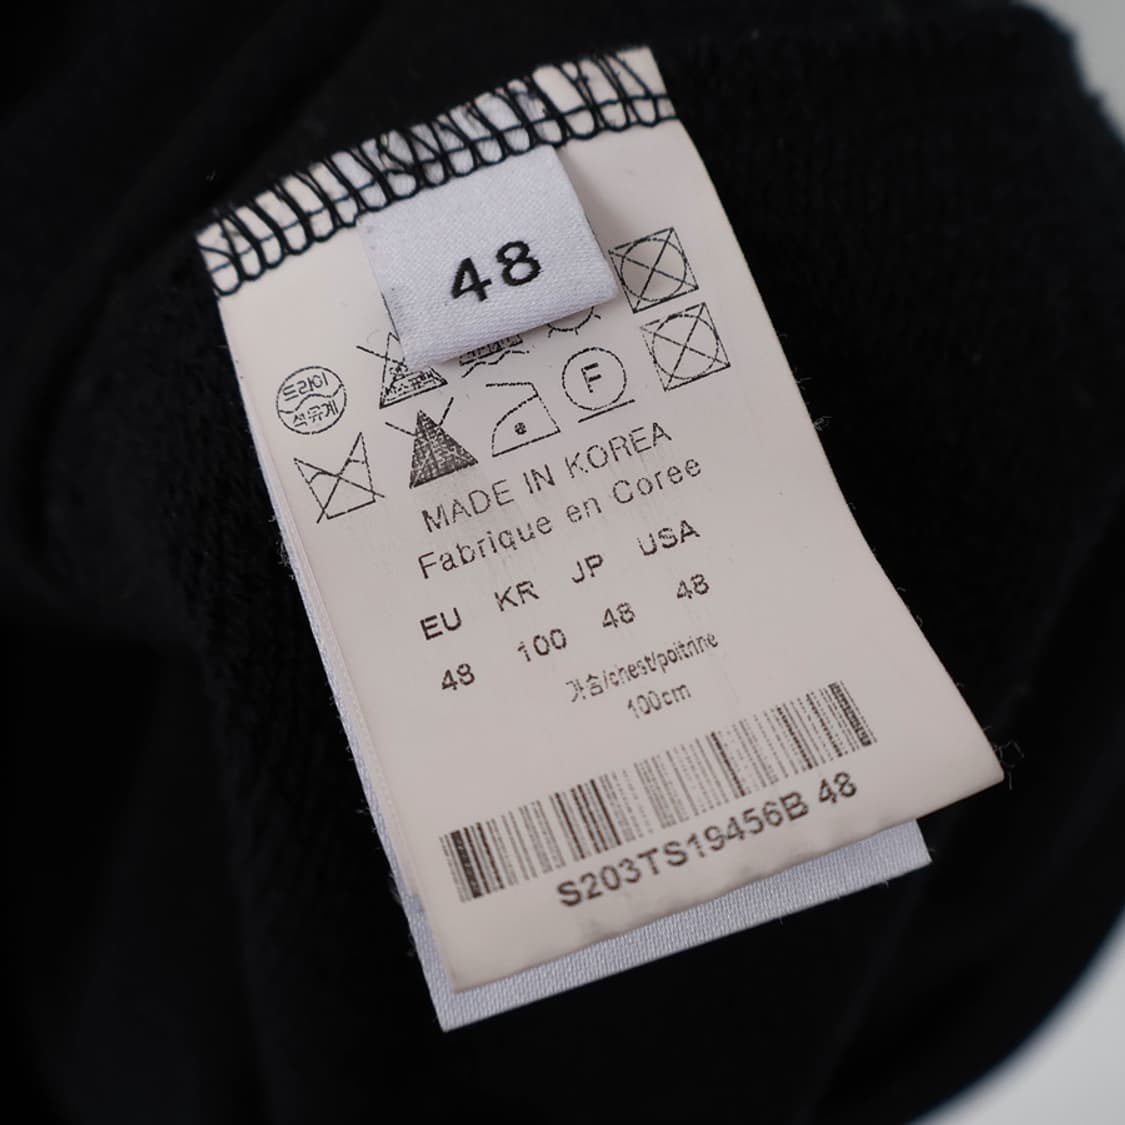 48
드라이
석유계
F
MADE IN KOREA
Fabrique en Coree
EU KR JP USA
48 100 48 48
가슴/chest/poitrine
100cm
S203TS19456B 48